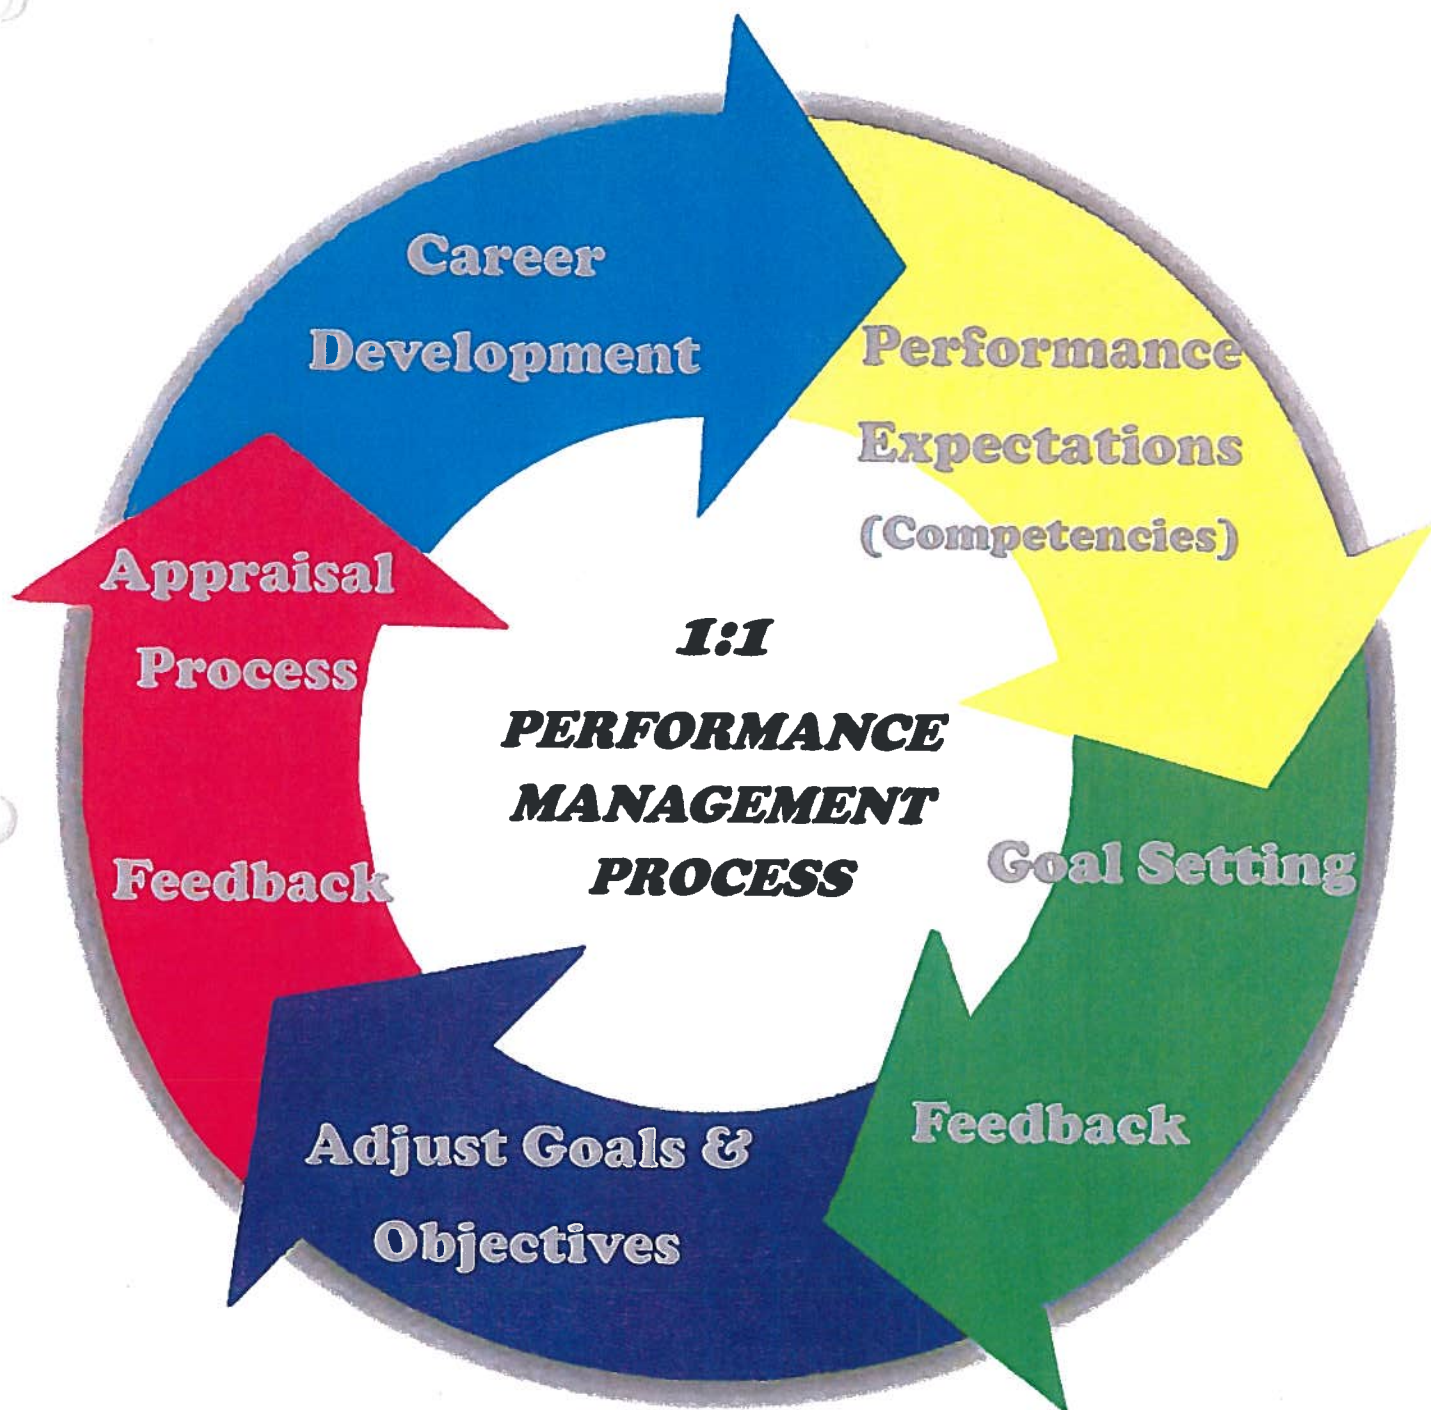 Career
Development
Performance
Expectations
(Competencies)
Goal Setting
Feedback
Adjust Goals &
Objectives
Feedback
Appraisal
Process
1:1
PERFORMANCE
MANAGEMENT
PROCESS